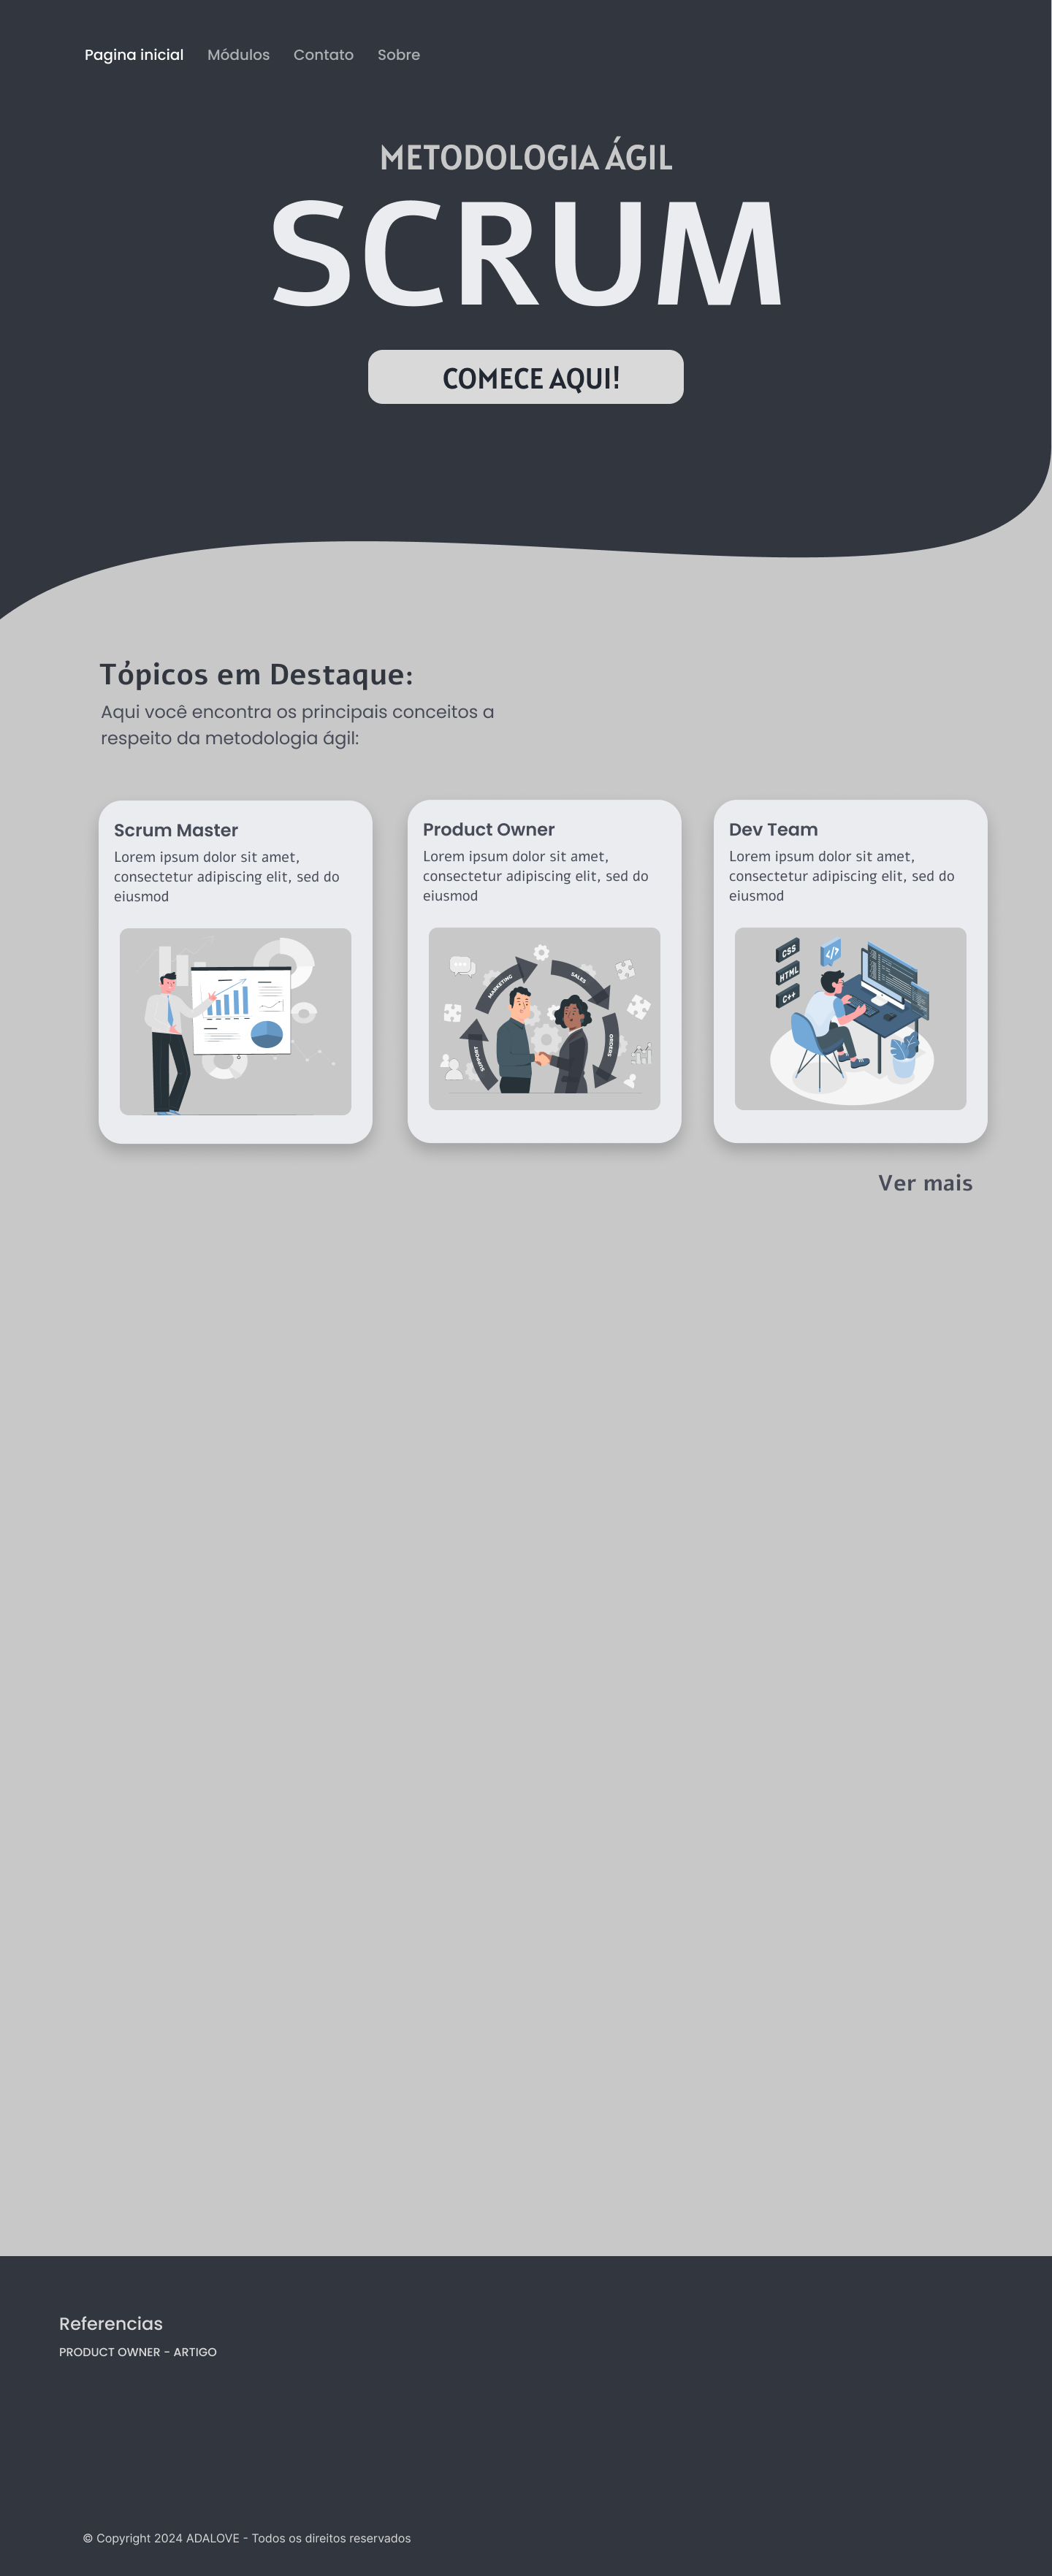 Pagina inicial Módulos Contato Sobre
METODOLOGIA ÁGIL
SCRUM
COMECE AQUI!
Tópicos em Destaque:
Aqui você encontra os principais conceitos a
respeito da metodologia ágil:
Scrum Master
Lorem ipsum dolor sit amet,
consectetur adipiscing elit, sed do
eiusmod
Product Owner
Lorem ipsum dolor sit amet,
consectetur adipiscing elit, sed do
eiusmod
MARKETING
SALES
ORDERS
SUPPORT
Dev Team
Lorem ipsum dolor sit amet,
consectetur adipiscing elit, sed do
eiusmod
CSS
</>
HTML
C++
Ver mais
Referencias
PRODUCT OWNER - ARTIGO
© Copyright 2024 ADALOVE - Todos os direitos reservados